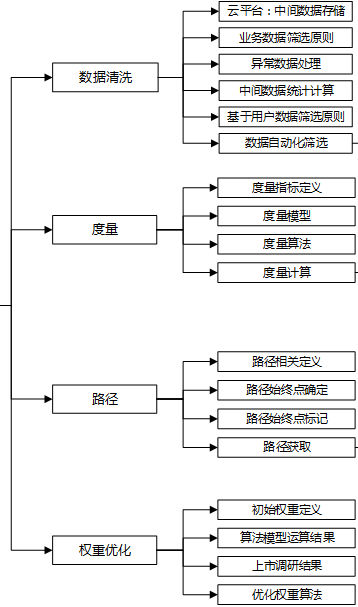 数据清洗
云平台：中间数据存储
业务数据筛选原则
异常数据处理
中间数据统计计算
基于用户数据筛选原则
数据自动化筛选
度量
度量指标定义
度量模型
度量算法
度量计算
路径
路径相关定义
路径始终点确定
路径始终点标记
路径获取
权重优化
初始权重定义
算法模型运算结果
上市调研结果
优化权重算法